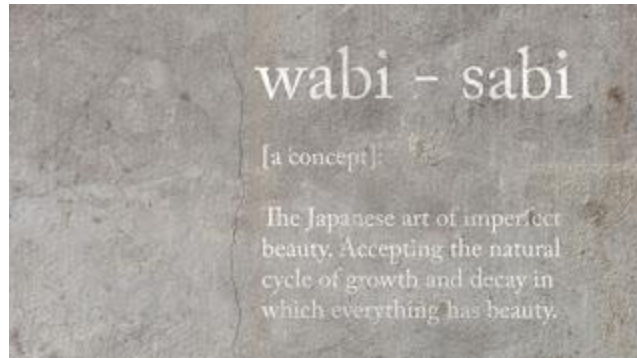 wabi - sabi
[a concept]:
The Japanese art of imperfect
beauty. Accepting the natural
cycle of growth and decay in
which everything has beauty.